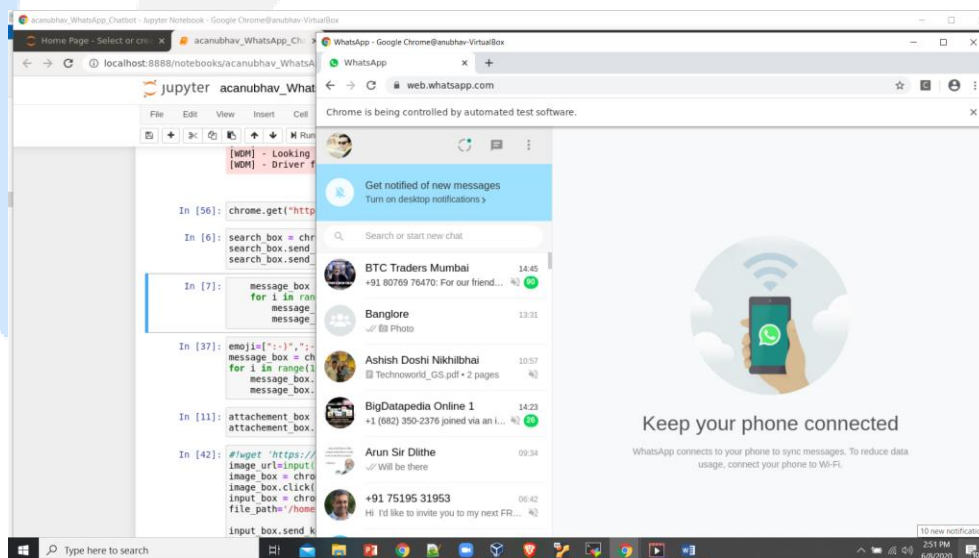 acanubhav_WhatsApp_Chatbot - Jupyter Notebook - Google Chrome@anubhav-VirtualBox
Home Page - Select or cre
acanubhav_WhatsApp_Ch
localhost:8888/notebooks/acanubhav_WhatsA
jupyter acanubhav_What
File Edit View Insert Cell
Run
[WDM] - Looking
[WDM] - Driver f
In [56]: chrome.get("http
In [6]: search_box = chr
search_box.send_
search_box.send_
In [7]: message_box
for i in ran
message_
message_
In [37]: emoji=[":-)",";-
message_box = ch
for i in range(1
message_box.
message_box.
In [11]: attachement_box
attachement_box.
In [42]: #!wget 'https:/
image_url=input(
image_box = chro
image_box.click(
input_box = chro
file_path='/home
input_box.send_k
WhatsApp - Google Chrome@anubhav-VirtualBox
WhatsApp
web.whatsapp.com
Chrome is being controlled by automated test software.
Get notified of new messages
Turn on desktop notifications >
Search or start new chat
BTC Traders Mumbai 14:45
+91 80769 76470: For our friend... 90
Banglore 13:31
Photo
Ashish Doshi Nikhilbhai 10:57
Technoworld_GS.pdf • 2 pages
BigDatapedia Online 1 14:23
+1 (682) 350-2376 joined via an i... 26
Arun Sir Dlithe 09:34
Will be there
+91 75195 31953 06:42
Hi I'd like to invite you to my next FR...
Keep your phone connected
WhatsApp connects to your phone to sync messages. To reduce data
usage, connect your phone to Wi-Fi.
10 new notificatio
Type here to search
2:51 PM
6/8/2020